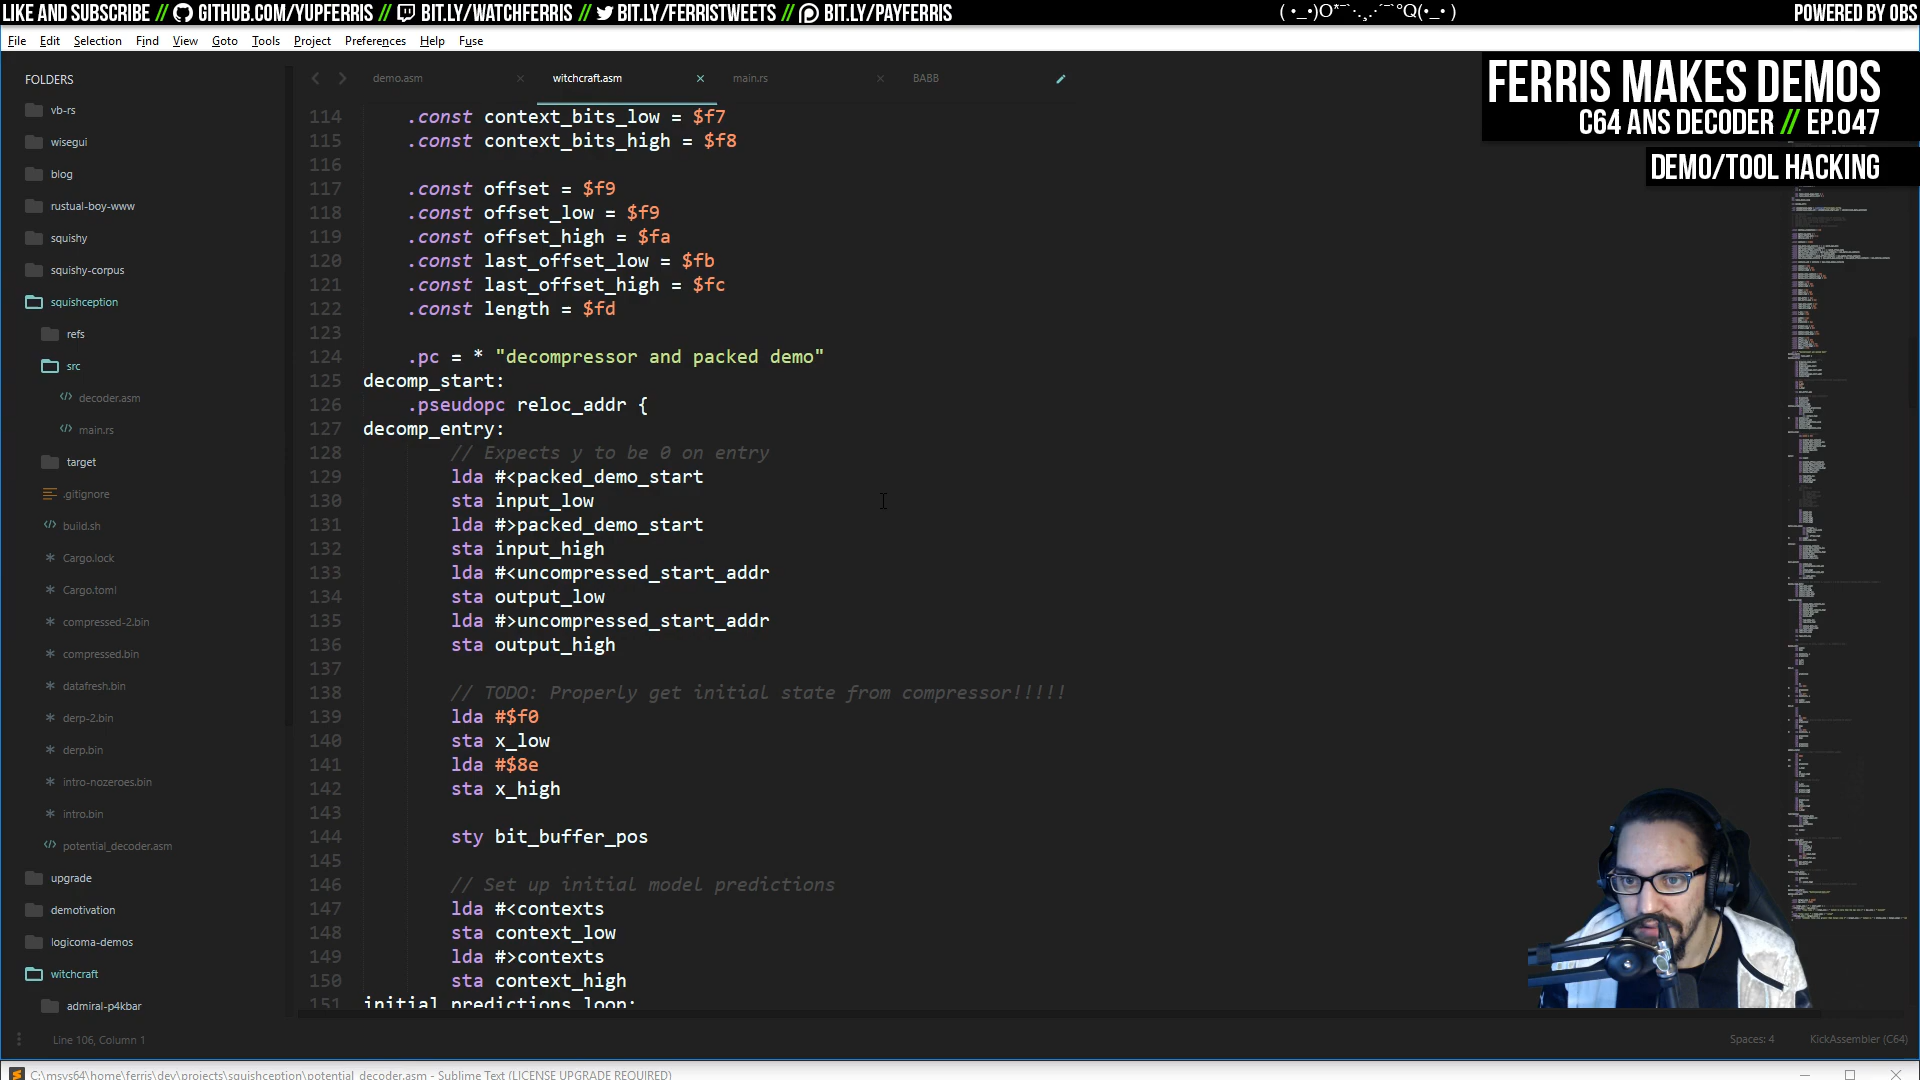 LIKE AND SUBSCRIBE // GITHUB.COM/YUPFERRIS // BIT.LY/WATCHFERRIS // BIT.LY/FERRISTWEETS // BIT.LY/PAYFERRIS
POWERED BY OBS
File Edit Selection Find View Goto Tools Project Preferences Help Fuse
FERRIS MAKES DEMOS
C64 ANS DECODER // EP.047
DEMO/TOOL HACKING
FOLDERS
vb-rs
wisegui
blog
rustual-boy-www
squishy
squishy-corpus
squishception
refs
src
decoder.asm
main.rs
target
.gitignore
build.sh
Cargo.lock
Cargo.toml
compressed-2.bin
compressed.bin
datafresh.bin
derp-2.bin
derp.bin
intro-nozeroes.bin
intro.bin
potential_decoder.asm
upgrade
demotivation
logicoma-demos
witchcraft
admiral-p4kbar
demo.asm witchcraft.asm main.rs BABB
114 .const context_bits_low = $f7
115 .const context_bits_high = $f8
116
117 .const offset = $f9
118 .const offset_low = $f9
119 .const offset_high = $fa
120 .const last_offset_low = $fb
121 .const last_offset_high = $fc
122 .const length = $fd
123
124 .pc = * "decompressor and packed demo"
125 decomp_start:
126 .pseudopc reloc_addr {
127 decomp_entry:
128 // Expects y to be 0 on entry
129 lda #<packed_demo_start
130 sta input_low
131 lda #>packed_demo_start
132 sta input_high
133 lda #<uncompressed_start_addr
134 sta output_low
135 lda #>uncompressed_start_addr
136 sta output_high
137
138 // TODO: Properly get initial state from compressor!!!!!
139 lda #$f0
140 sta x_low
141 lda #$8e
142 sta x_high
143
144 sty bit_buffer_pos
145
146 // Set up initial model predictions
147 lda #<contexts
148 sta context_low
149 lda #>contexts
150 sta context_high
151 initial_predictions_loop:
Line 106, Column 1
Spaces: 4 KickAssembler (C64)
C:\msys64\home\ferris\dev\projects\squishception\potential_decoder.asm - Sublime Text (LICENSE UPGRADE REQUIRED)